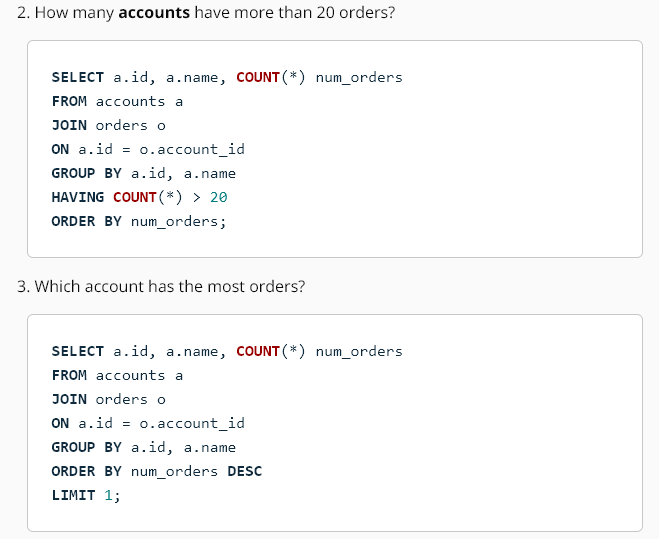 2. How many accounts have more than 20 orders?
SELECT a.id, a.name, COUNT(*) num_orders
FROM accounts a
JOIN orders o
ON a.id = o.account_id
GROUP BY a.id, a.name
HAVING COUNT(*) > 20
ORDER BY num_orders;
3. Which account has the most orders?
SELECT a.id, a.name, COUNT(*) num_orders
FROM accounts a
JOIN orders o
ON a.id = o.account_id
GROUP BY a.id, a.name
ORDER BY num_orders DESC
LIMIT 1;